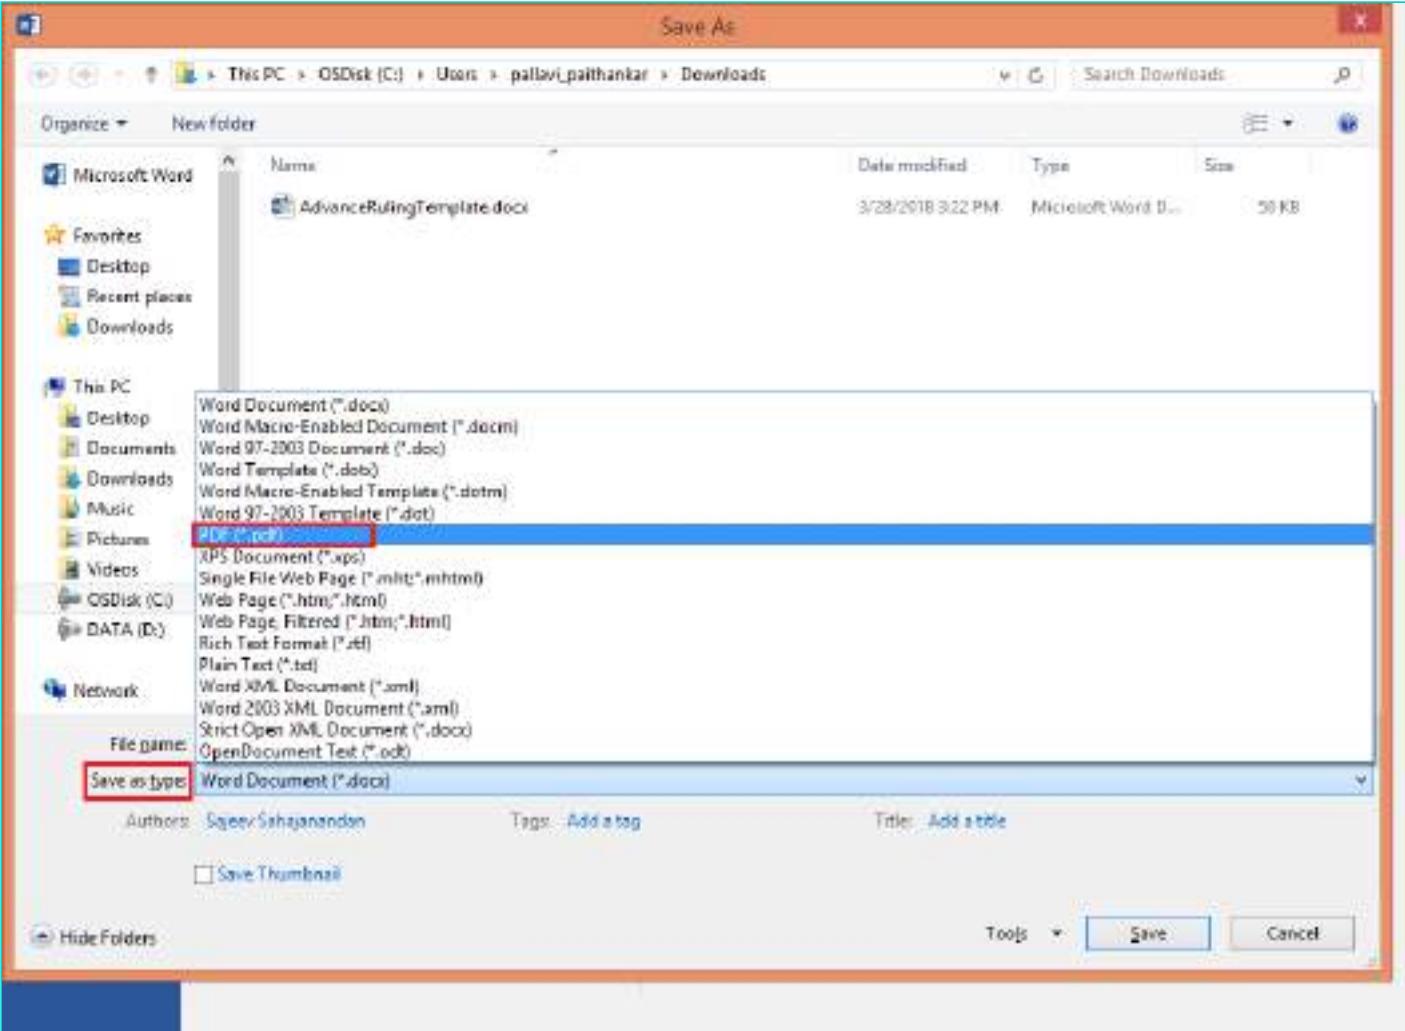 Save As
This PC › OSDisk (C:) › Users › pallavi_paithankar › Downloads
Search Downloads
Organize New folder
Microsoft Word
Name Date modified Type Size
AdvanceRulingTemplate.docx 3/28/2018 3:22 PM Microsoft Word D... 58 KB
Favorites
Desktop
Recent places
Downloads
This PC
Desktop
Documents
Downloads
Music
Pictures
Videos
OSDisk (C:)
DATA (D:)
Network
Word Document (*.docx)
Word Macro-Enabled Document (*.docm)
Word 97-2003 Document (*.doc)
Word Template (*.dotx)
Word Macro-Enabled Template (*.dotm)
Word 97-2003 Template (*.dot)
PDF (*.pdf)
XPS Document (*.xps)
Single File Web Page (*.mht;*.mhtml)
Web Page (*.htm;*.html)
Web Page, Filtered (*.htm;*.html)
Rich Text Format (*.rtf)
Plain Text (*.txt)
Word XML Document (*.xml)
Word 2003 XML Document (*.xml)
Strict Open XML Document (*.docx)
OpenDocument Text (*.odt)
File name:
Save as type: Word Document (*.docx)
Authors: Sajeev Sahajanandan Tags: Add a tag Title: Add a title
Save Thumbnail
Hide Folders Tools Save Cancel